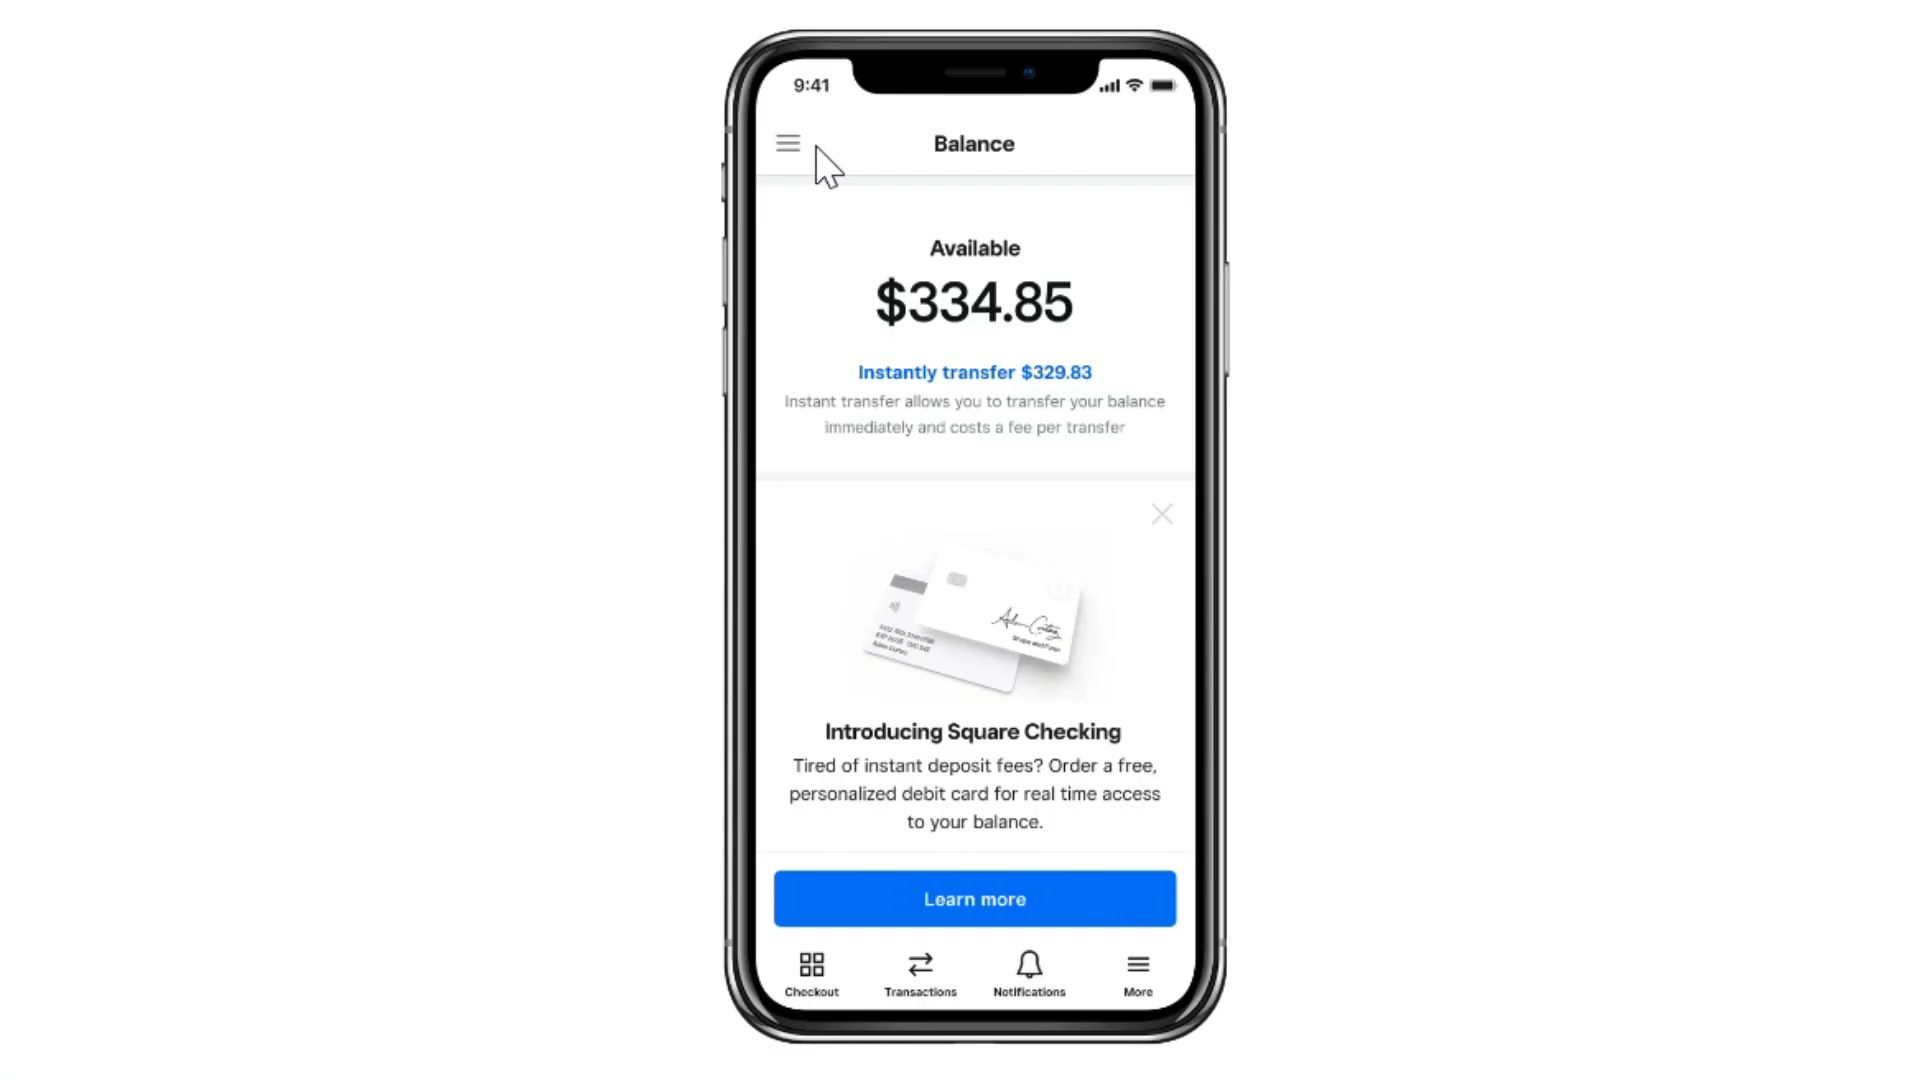 9:41
Balance
Available
$334.85
Instantly transfer $329.83
Instant transfer allows you to transfer your balance
immediately and costs a fee per transfer
Introducing Square Checking
Tired of instant deposit fees? Order a free,
personalized debit card for real time access
to your balance.
Learn more
Checkout
Transactions
Notifications
More